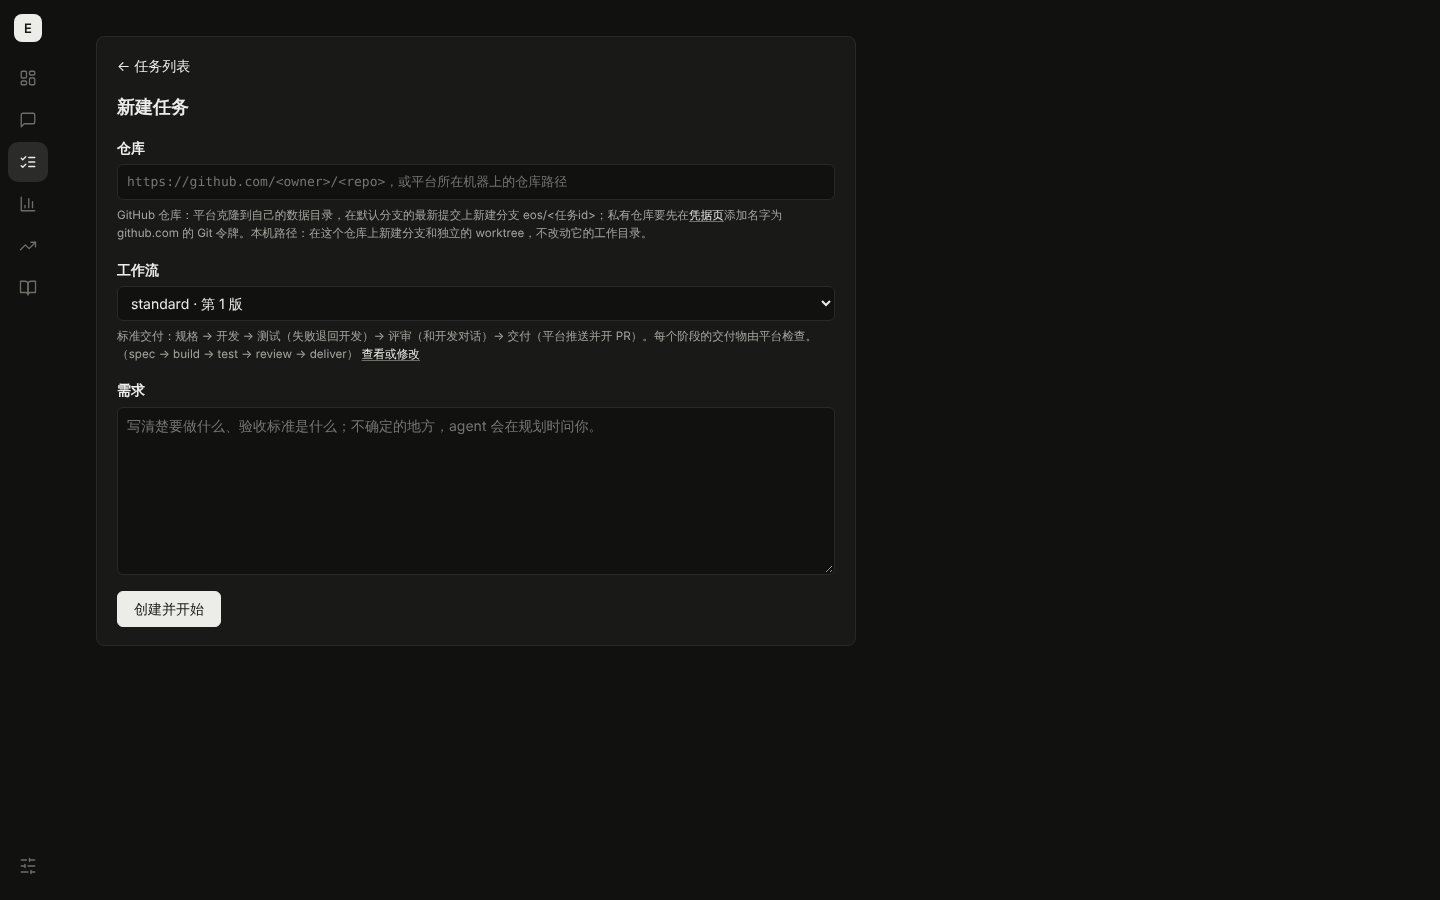 E
← 任务列表
新建任务
仓库
https://github.com/<owner>/<repo>，或平台所在机器上的仓库路径
GitHub 仓库：平台克隆到自己的数据目录，在默认分支的最新提交上新建分支 eos/<任务id>；私有仓库要先在凭据页添加名字为
github.com 的 Git 令牌。本机路径：在这个仓库上新建分支和独立的 worktree，不改动它的工作目录。
工作流
standard · 第 1 版
标准交付：规格 → 开发 → 测试（失败退回开发）→ 评审（和开发对话）→ 交付（平台推送并开 PR）。每个阶段的交付物由平台检查。
（spec → build → test → review → deliver） 查看或修改
需求
写清楚要做什么、验收标准是什么；不确定的地方，agent 会在规划时问你。
创建并开始